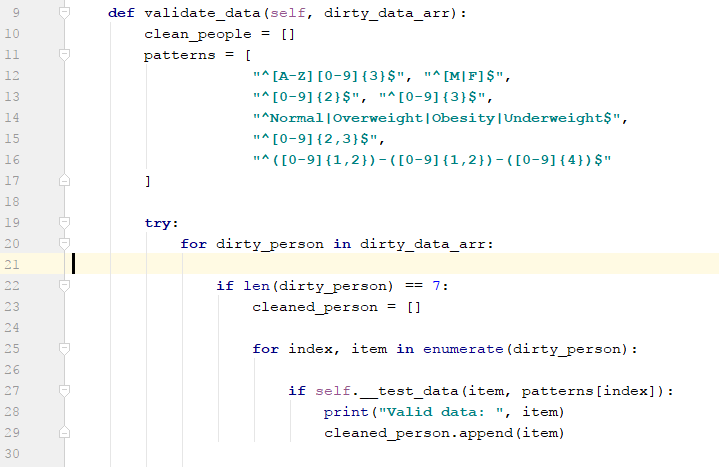 9 def validate_data(self, dirty_data_arr):
10 clean_people = []
11 patterns = [
12 "^[A-Z][0-9]{3}$", "^[M|F]$",
13 "^[0-9]{2}$", "^[0-9]{3}$",
14 "^Normal|Overweight|Obesity|Underweight$",
15 "^[0-9]{2,3}$",
16 "^([0-9]{1,2})-([0-9]{1,2})-([0-9]{4})$"
17 ]
18
19 try:
20 for dirty_person in dirty_data_arr:
21
22 if len(dirty_person) == 7:
23 cleaned_person = []
24
25 for index, item in enumerate(dirty_person):
26
27 if self.__test_data(item, patterns[index]):
28 print("Valid data: ", item)
29 cleaned_person.append(item)
30